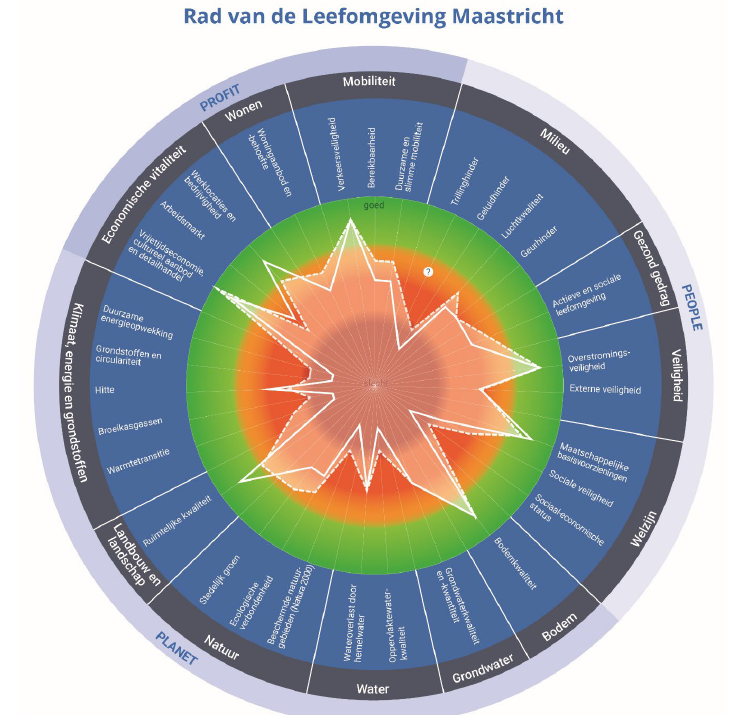 Rad van de Leefomgeving Maastricht
PROFIT
PEOPLE
PLANET
Mobiliteit
Verkeersveiligheid
Bereikbaarheid
Duurzame en
slimme mobiliteit
Milieu
Trillinghinder
Geluidhinder
Luchtkwaliteit
Geurhinder
Gezond gedrag
Actieve en sociale
leefomgeving
Veiligheid
Overstromings-
veiligheid
Externe veiligheid
Welzijn
Maatschappelijke
basisvoorzieningen
Sociale veiligheid
Sociaal-economische
status
Bodem
Bodemkwaliteit
Grondwater
Grondwaterkwaliteit
en -kwantiteit
Water
Oppervlaktewater-
kwaliteit
Wateroverlast door
hemelwater
Natuur
Beschermde natuur-
gebieden (Natura 2000)
Ecologische
verbondenheid
Stedelijk groen
Landbouw en
landschap
Ruimtelijke kwaliteit
Klimaat, energie en grondstoffen
Warmtetransitie
Broeikasgassen
Hitte
Grondstoffen en
circulariteit
Duurzame
energieopwekking
Economische vitaliteit
Vrijetijdseconomie,
cultureel aanbod
en detailhandel
Arbeidsmarkt
Werklocaties en
bedrijvigheid
Wonen
Woningaanbod en
-behoefte
goed
?
slecht